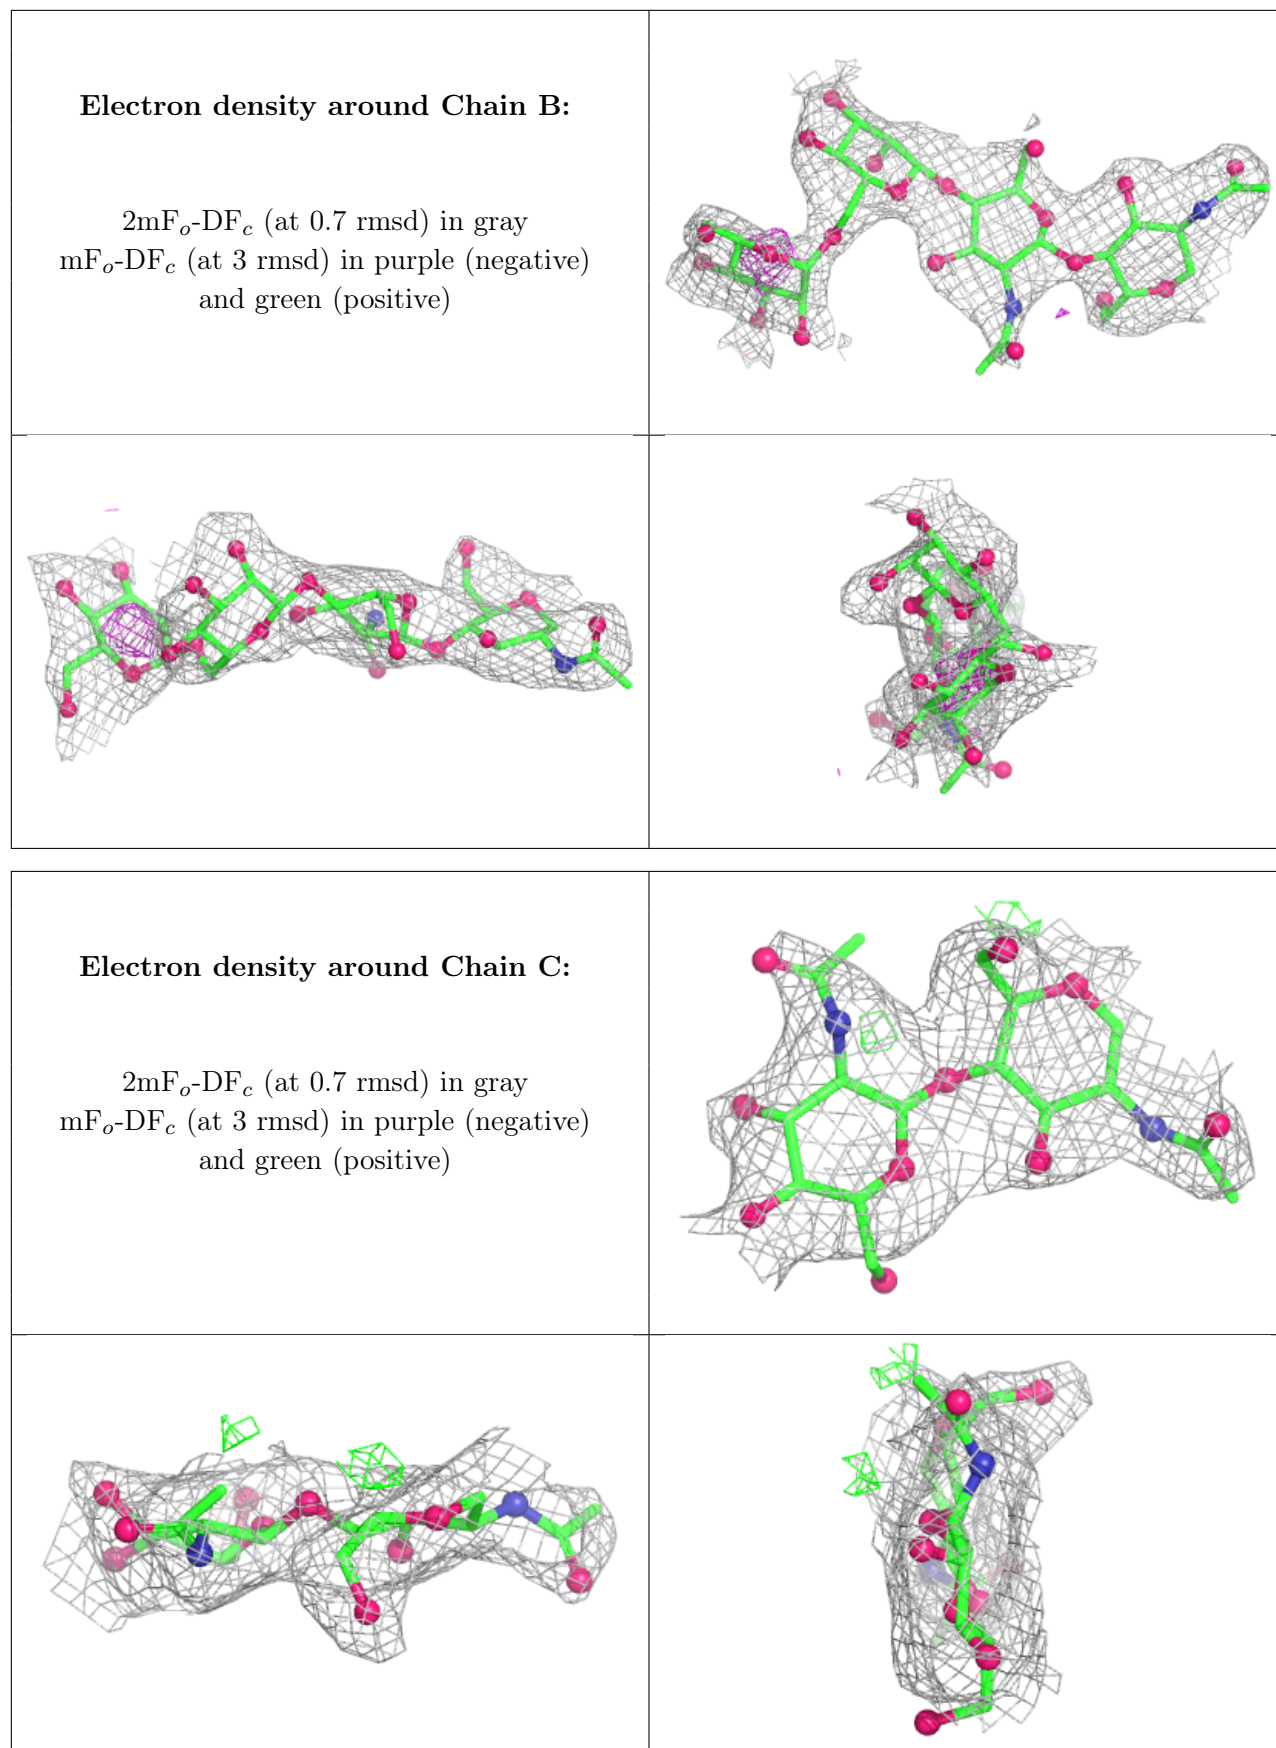 Electron density around Chain B:
2mFₒ-DF𝒸 (at 0.7 rmsd) in gray
mFₒ-DF𝒸 (at 3 rmsd) in purple (negative)
and green (positive)
Electron density around Chain C:
2mFₒ-DF𝒸 (at 0.7 rmsd) in gray
mFₒ-DF𝒸 (at 3 rmsd) in purple (negative)
and green (positive)